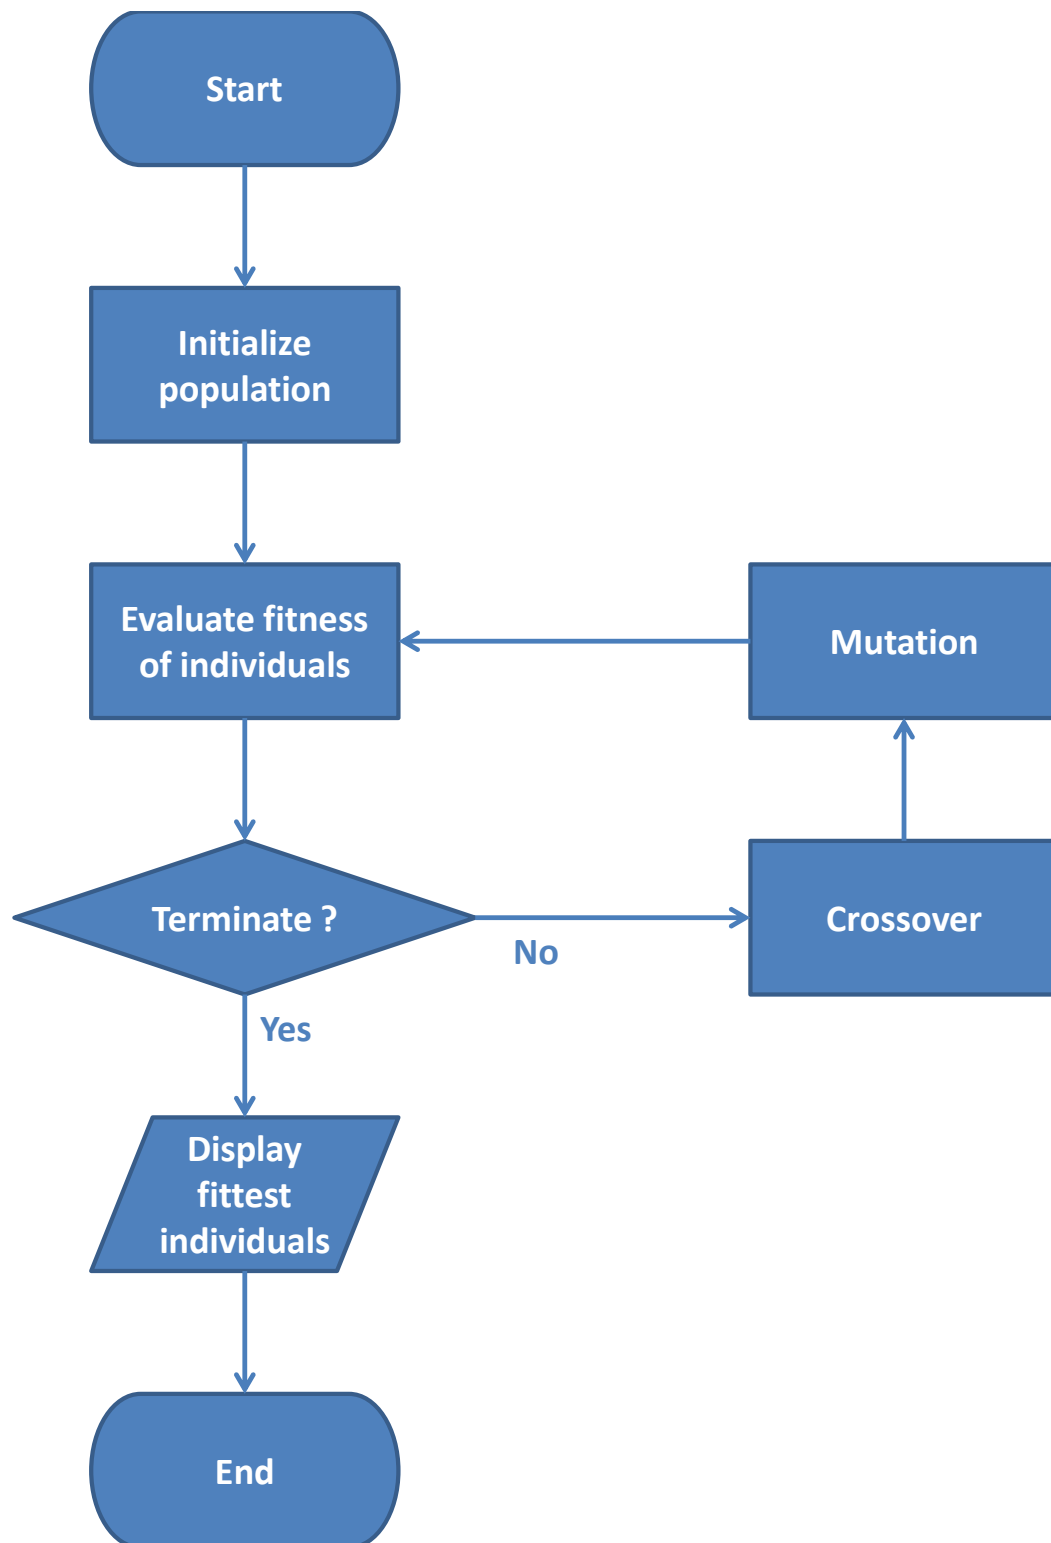 Start
Initialize
population
Evaluate fitness
of individuals
Mutation
Terminate ?
No
Crossover
Yes
Display
fittest
individuals
End